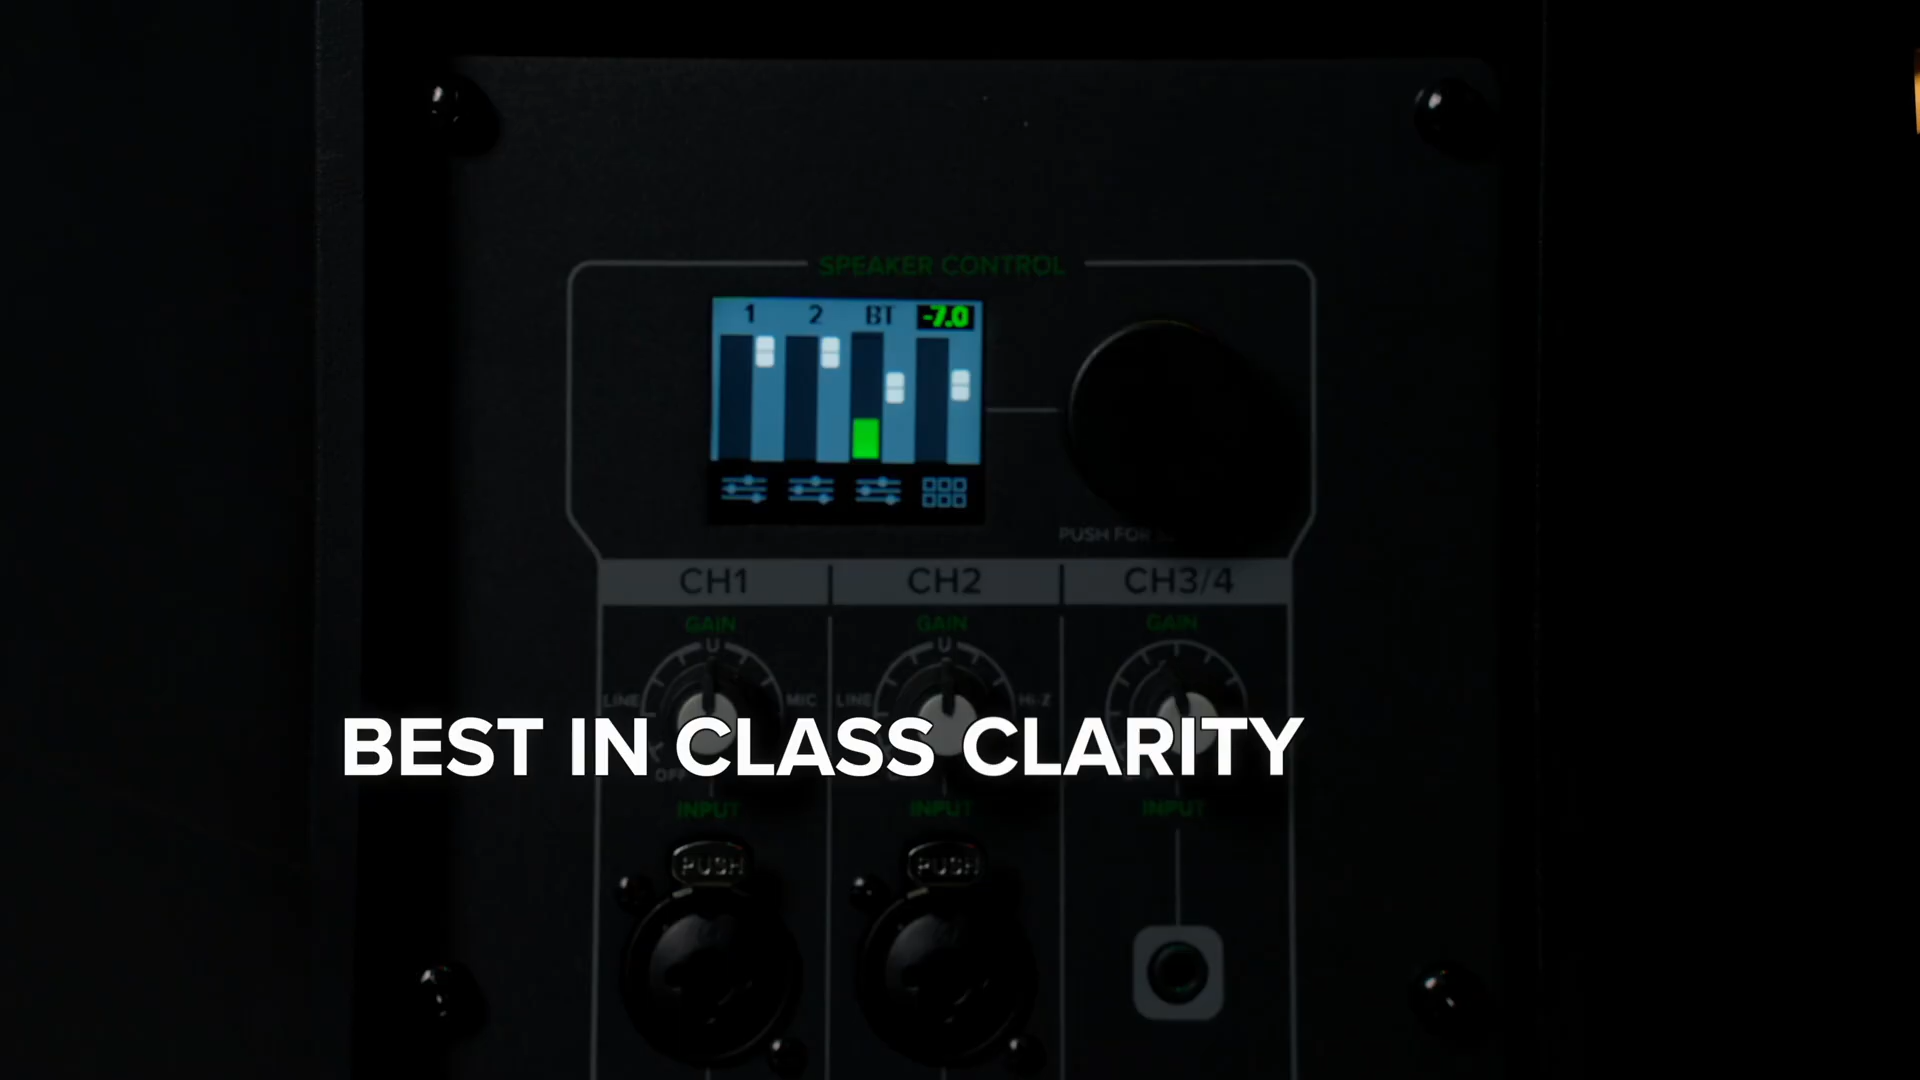 SPEAKER CONTROL
1 2 BT -7.0
PUSH FOR
CH1 CH2 CH3/4
GAIN GAIN GAIN
U U
LINE MIC LINE Hi-Z
BEST IN CLASS CLARITY
OFF
INPUT INPUT INPUT
PUSH PUSH